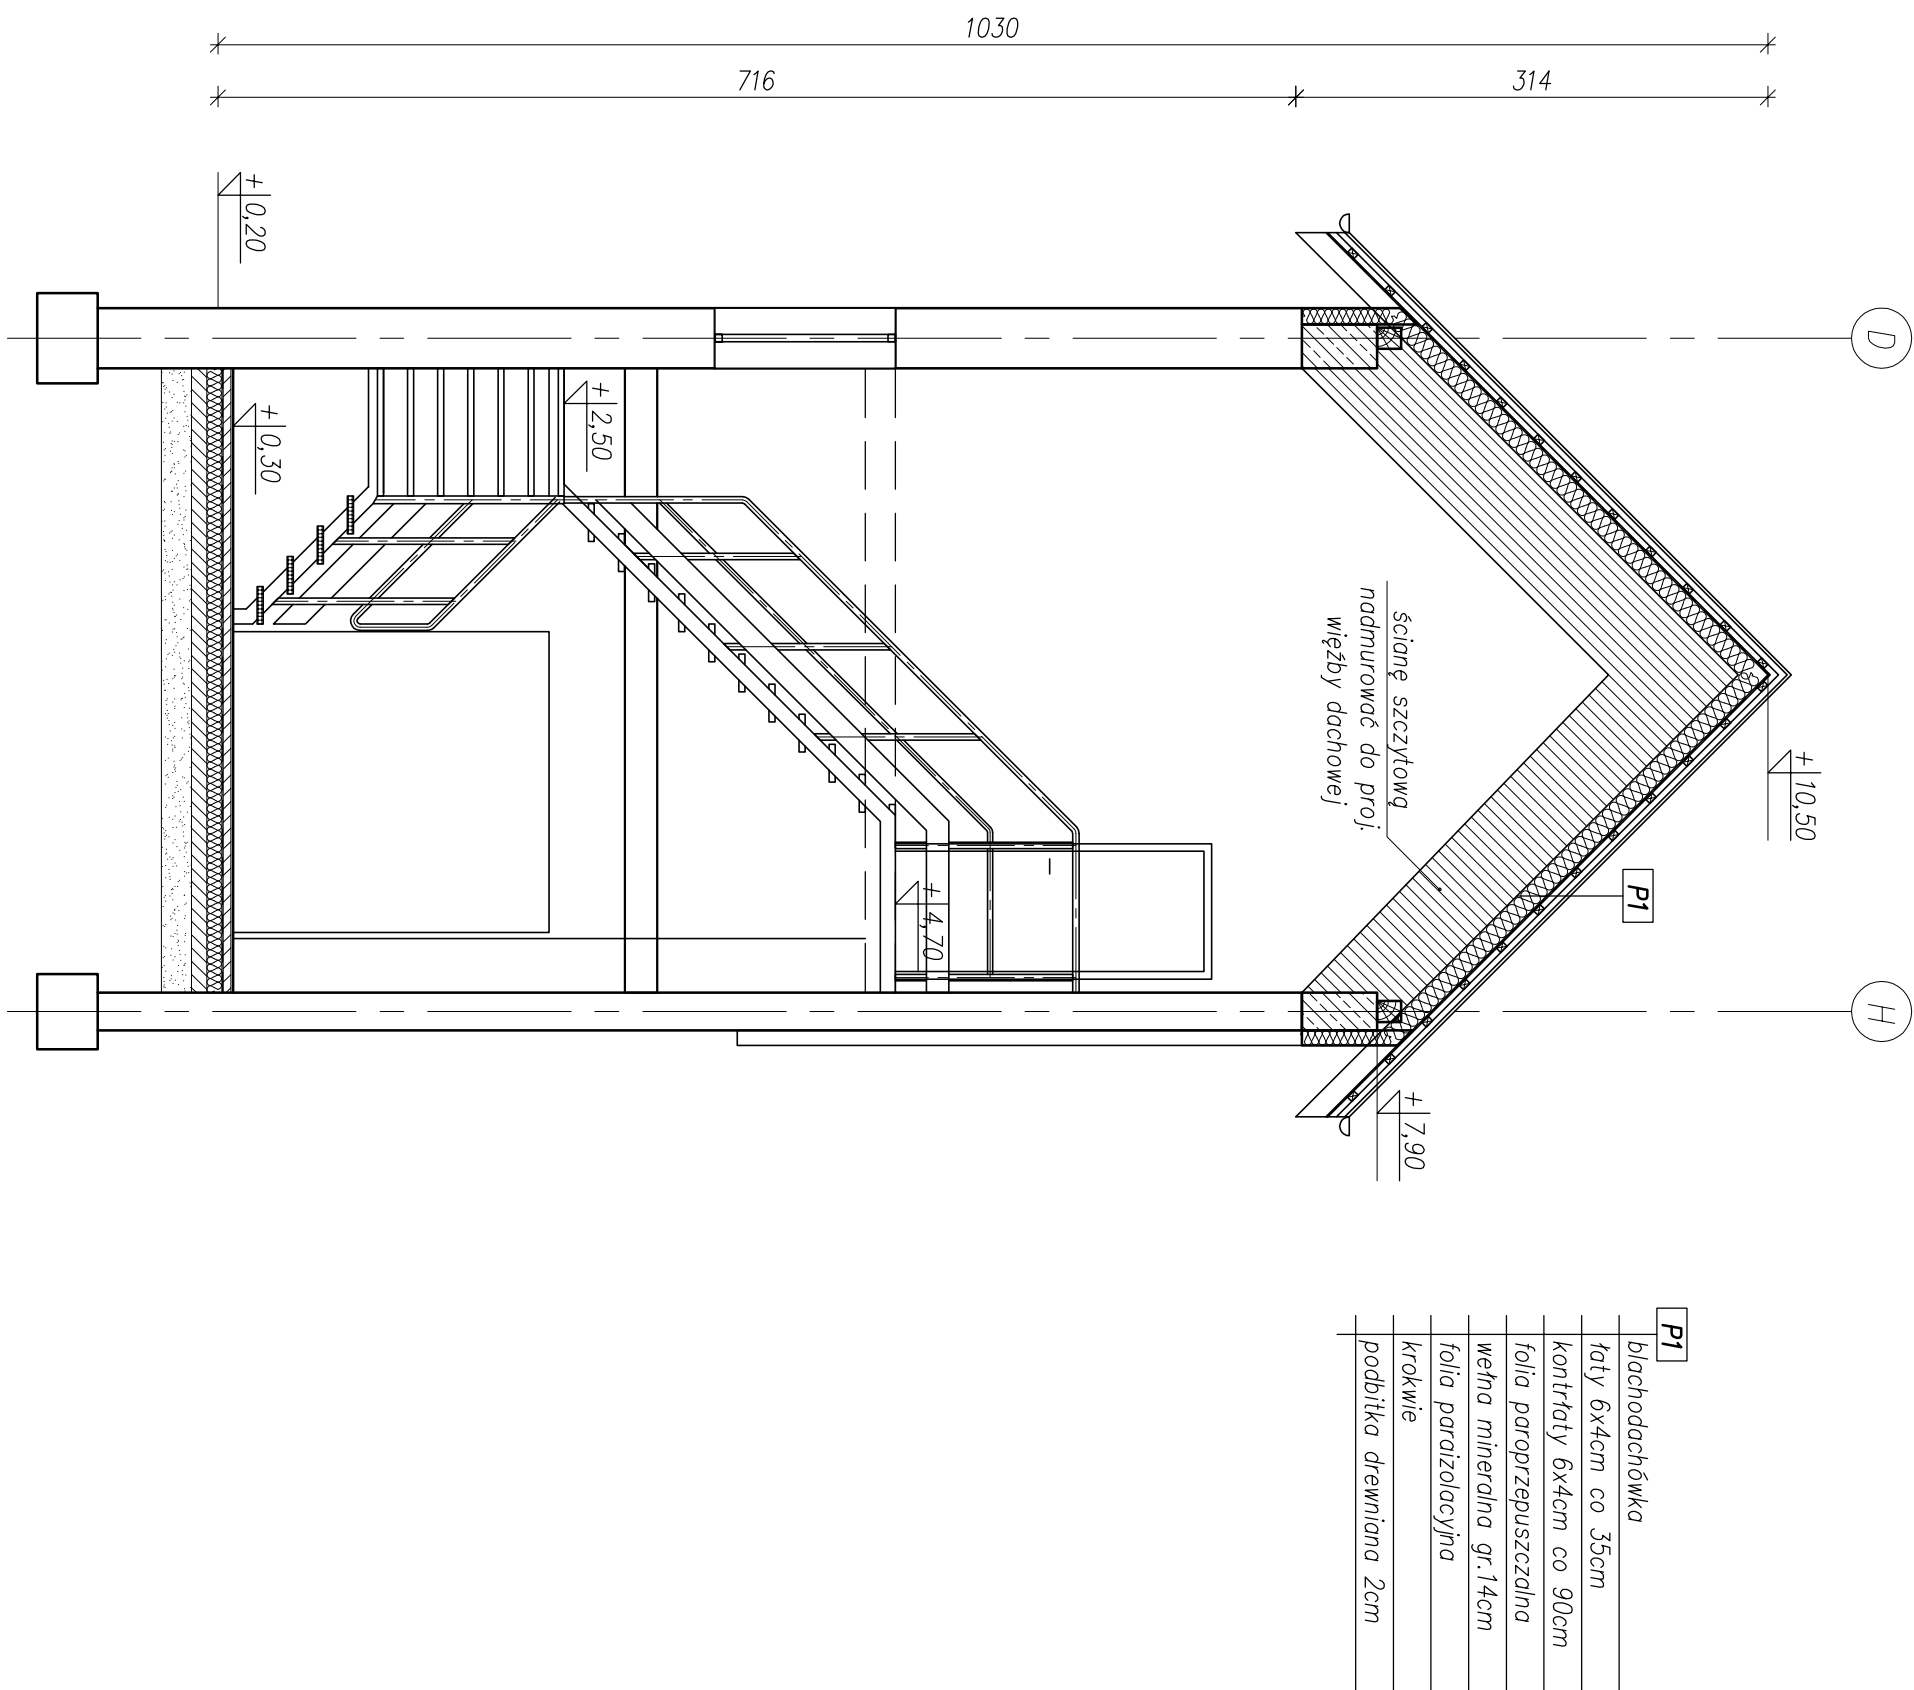 1030
716
314
D
H
+ 0,20
+ 0,30
+ 2,50
+ 4,70
+ 10,50
+ 7,90
ścianę szczytową
nadmurować do proj.
więźby dachowej
P1
P1
blachodachówka
łaty 6x4cm co 35cm
kontrłaty 6x4cm co 90cm
folia paroprzepuszczalna
wełna mineralna gr.14cm
folia paraizolacyjna
krokwie
podbitka drewniana 2cm